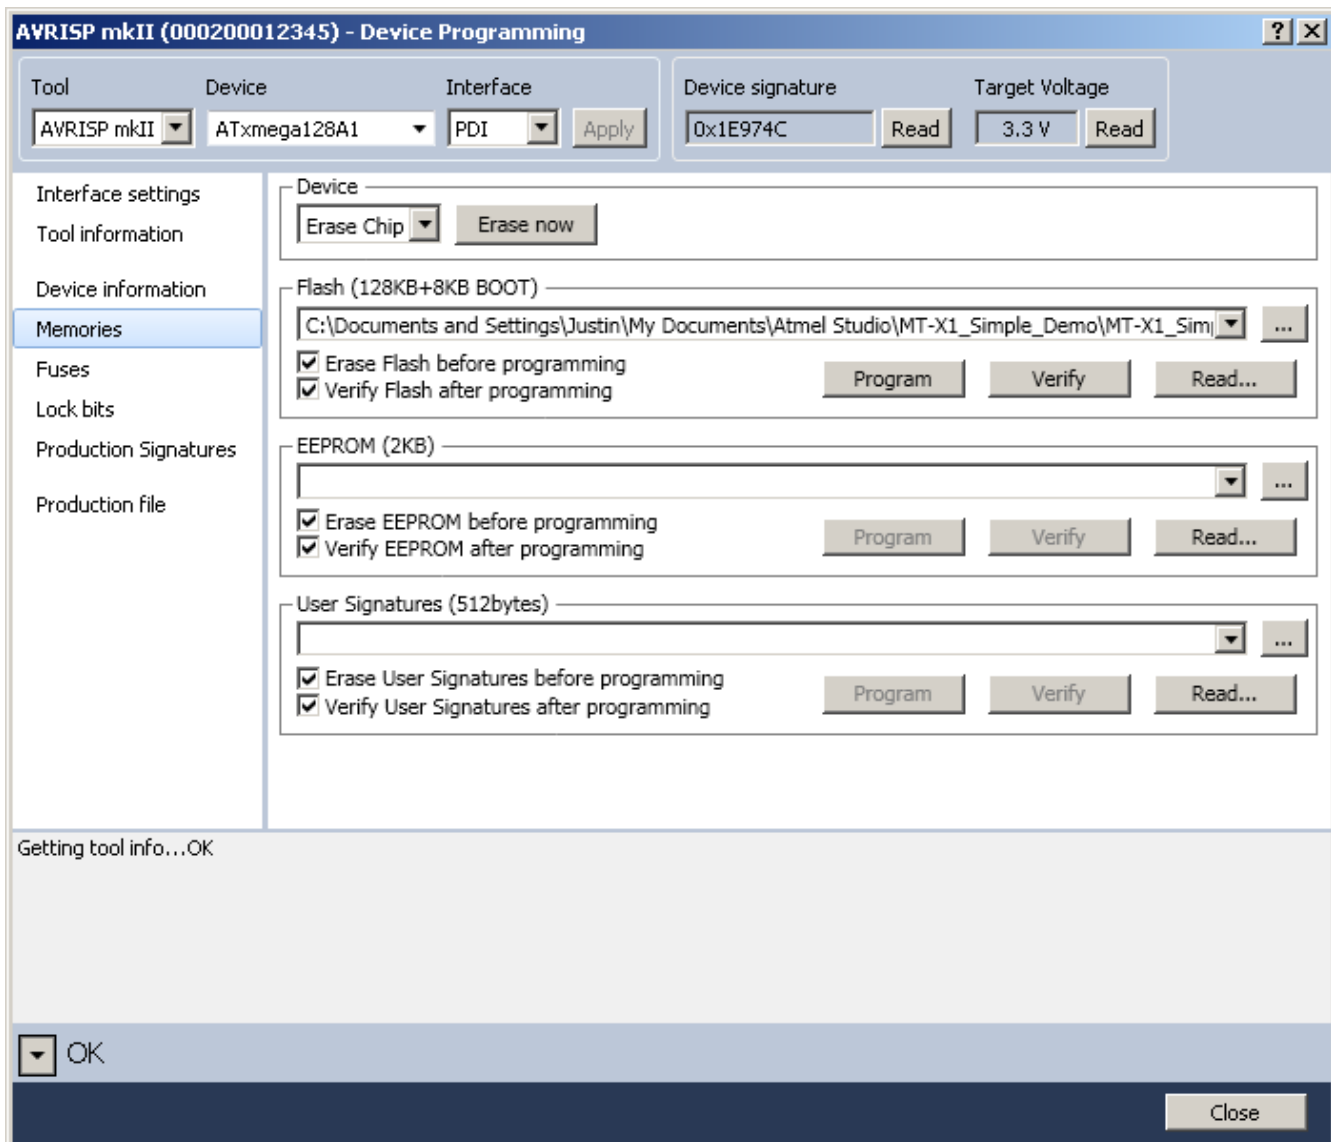 AVRISP mkII (000200012345) - Device Programming
Tool Device Interface Device signature Target Voltage
AVRISP mkII ATxmega128A1 PDI Apply 0x1E974C Read 3.3 V Read
Interface settings
Tool information
Device information
Memories
Fuses
Lock bits
Production Signatures
Production file
Device
Erase Chip Erase now
Flash (128KB+8KB BOOT)
C:\Documents and Settings\Justin\My Documents\Atmel Studio\MT-X1_Simple_Demo\MT-X1_Sim
...
Erase Flash before programming
Verify Flash after programming
Program Verify Read...
EEPROM (2KB)
...
Erase EEPROM before programming
Verify EEPROM after programming
Program Verify Read...
User Signatures (512bytes)
...
Erase User Signatures before programming
Verify User Signatures after programming
Program Verify Read...
Getting tool info...OK
OK
Close